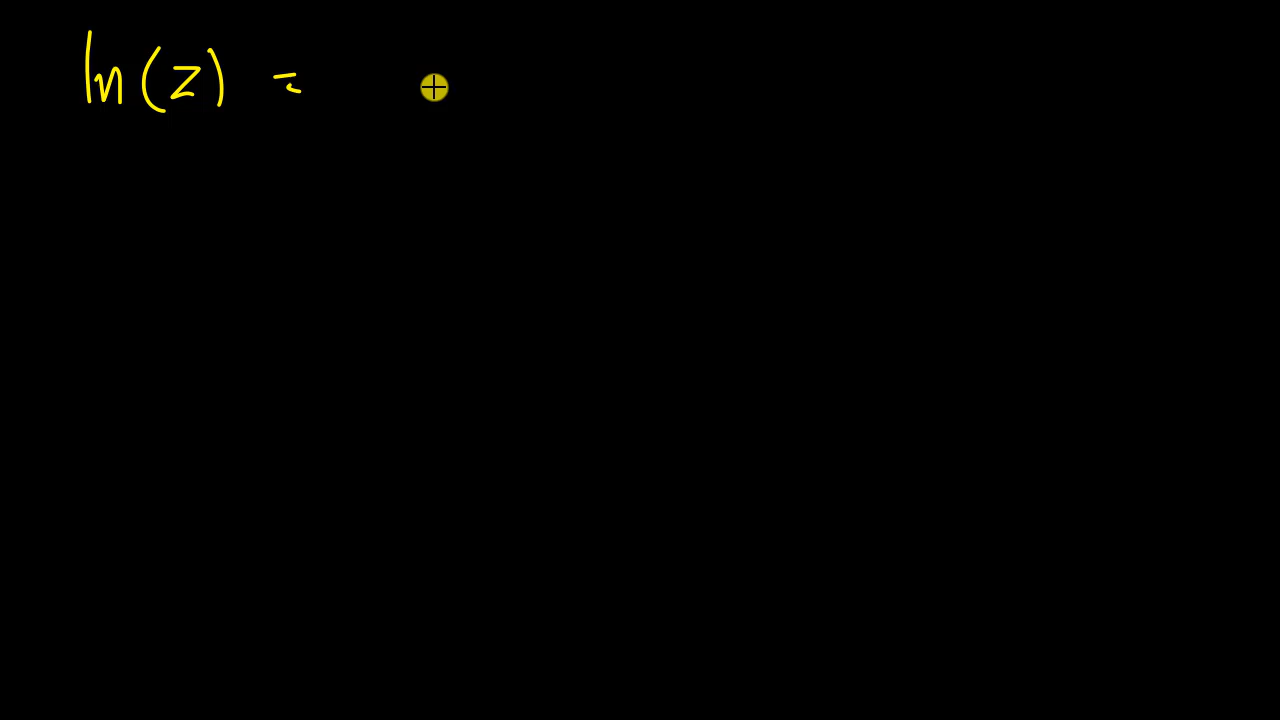 ln(z) =